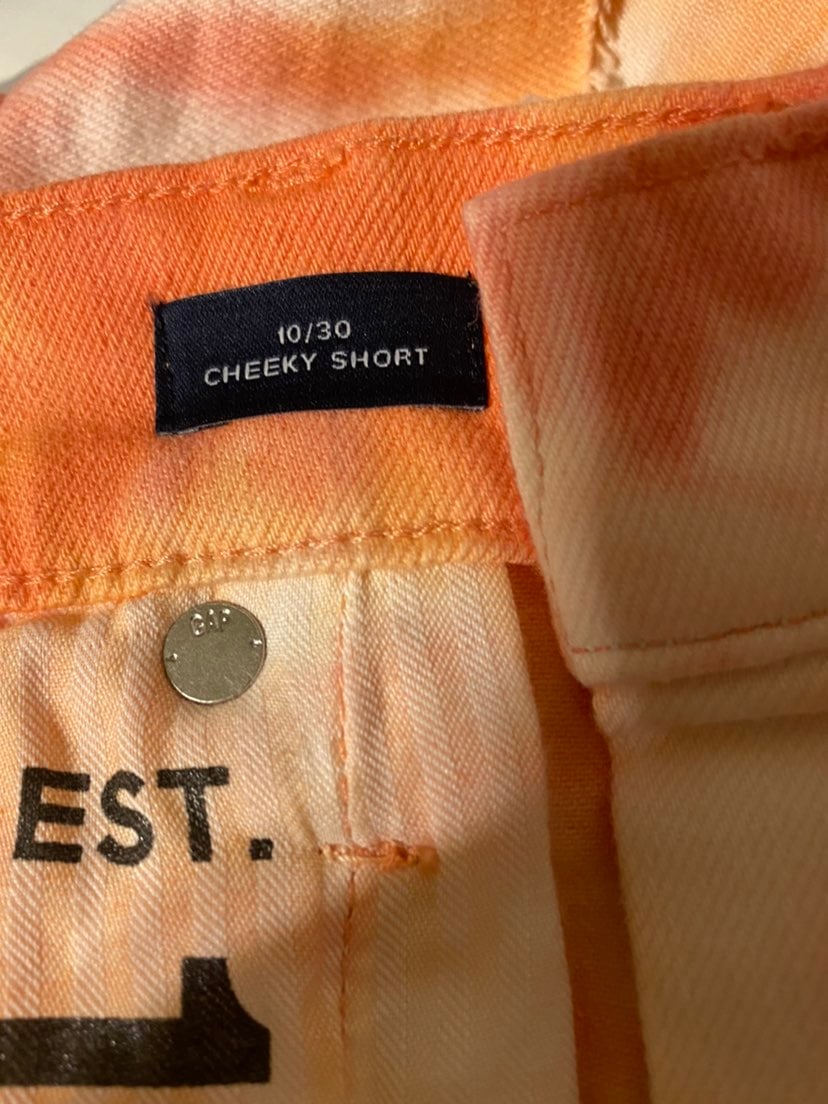 10/30
CHEEKY SHORT
GAP
EST.